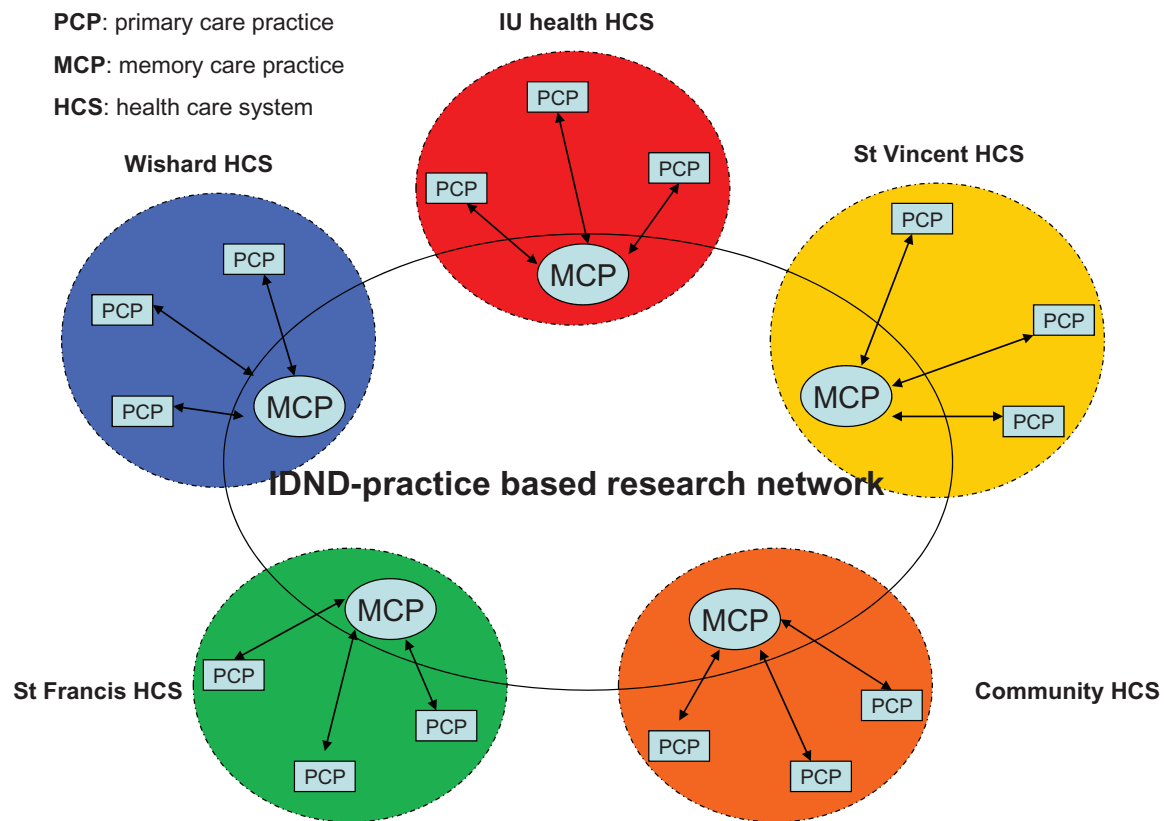 PCP: primary care practice
MCP: memory care practice
HCS: health care system
IU health HCS
PCP
PCP
PCP
MCP
Wishard HCS
PCP
PCP
PCP
MCP
St Vincent HCS
PCP
PCP
MCP
PCP
IDND-practice based research network
St Francis HCS
MCP
PCP
PCP
PCP
Community HCS
MCP
PCP
PCP
PCP